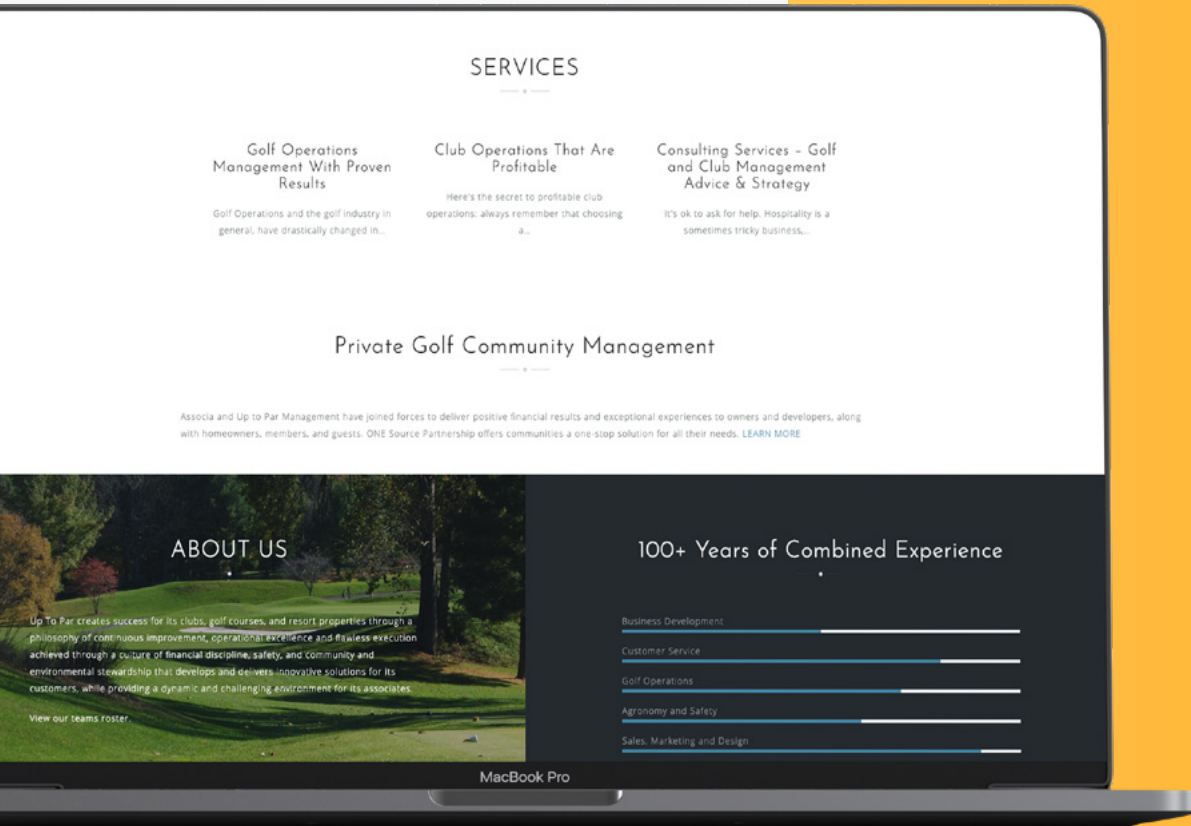 SERVICES
Golf Operations
Management With Proven
Results
Golf Operations and the golf industry in
general, have drastically changed in...
Club Operations That Are
Profitable
Here's the secret to profitable club
operations: always remember that choosing
a...
Consulting Services – Golf
and Club Management
Advice & Strategy
It's ok to ask for help. Hospitality is a
sometimes tricky business,...
Private Golf Community Management
Associa and Up to Par Management have joined forces to deliver positive financial results and exceptional experiences to owners and developers, along
with homeowners, members, and guests. ONE Source Partnership offers communities a one-stop solution for all their needs. LEARN MORE
ABOUT US
Up To Par creates success for its clubs, golf courses, and resort properties through a
philosophy of continuous improvement, operational excellence and flawless execution
achieved through a culture of financial discipline, safety, and community and
environmental stewardship that develops and delivers innovative solutions for its
customers, while providing a dynamic and challenging environment for its associates.
View our teams roster.
100+ Years of Combined Experience
Business Development
Customer Service
Golf Operations
Agronomy and Safety
Sales, Marketing and Design
MacBook Pro